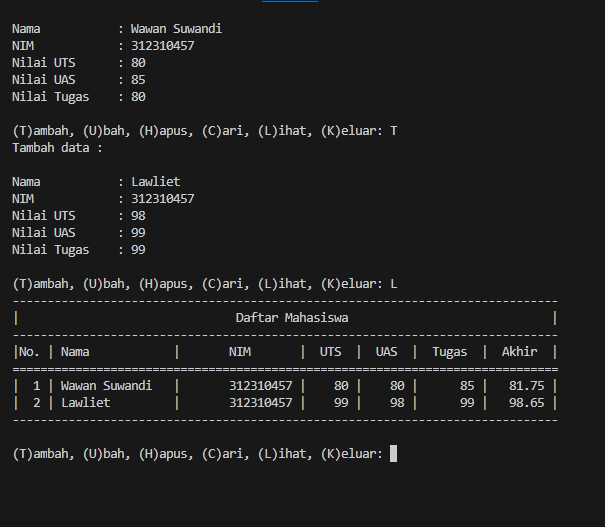 Nama           : Wawan Suwandi
NIM            : 312310457
Nilai UTS      : 80
Nilai UAS      : 85
Nilai Tugas    : 80
(T)ambah, (U)bah, (H)apus, (C)ari, (L)ihat, (K)eluar: T
Tambah data :
Nama           : Lawliet
NIM            : 312310457
Nilai UTS      : 98
Nilai UAS      : 99
Nilai Tugas    : 99
(T)ambah, (U)bah, (H)apus, (C)ari, (L)ihat, (K)eluar: L
------------------------------------------------------------------------------
|                               Daftar Mahasiswa                             |
------------------------------------------------------------------------------
|No. | Nama            |       NIM       |  UTS  |  UAS  |   Tugas  |  Akhir  |
==============================================================================
|  1 | Wawan Suwandi   |       312310457 |    80 |    80 |       85 |   81.75 |
|  2 | Lawliet         |       312310457 |    99 |    98 |       99 |   98.65 |
------------------------------------------------------------------------------
(T)ambah, (U)bah, (H)apus, (C)ari, (L)ihat, (K)eluar: